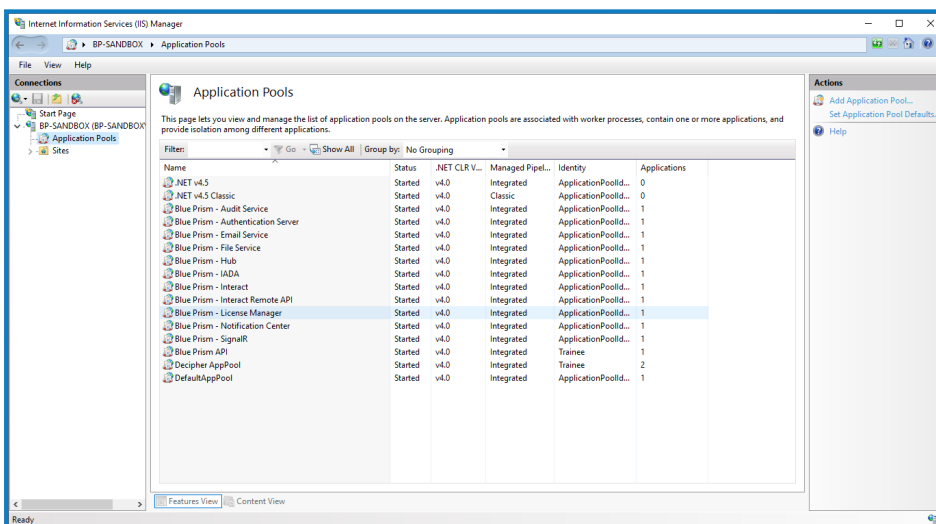 Internet Information Services (IIS) Manager
BP-SANDBOX Application Pools
File View Help
Connections
Start Page
BP-SANDBOX (BP-SANDBOX\
Application Pools
Sites
Application Pools
This page lets you view and manage the list of application pools on the server. Application pools are associated with worker processes, contain one or more applications, and
provide isolation among different applications.
Filter: Go Show All Group by: No Grouping
Name Status .NET CLR V... Managed Pipel... Identity Applications
.NET v4.5 Started v4.0 Integrated ApplicationPoolId... 0
.NET v4.5 Classic Started v4.0 Classic ApplicationPoolId... 0
Blue Prism - Audit Service Started v4.0 Integrated ApplicationPoolId... 1
Blue Prism - Authentication Server Started v4.0 Integrated ApplicationPoolId... 1
Blue Prism - Email Service Started v4.0 Integrated ApplicationPoolId... 1
Blue Prism - File Service Started v4.0 Integrated ApplicationPoolId... 1
Blue Prism - Hub Started v4.0 Integrated ApplicationPoolId... 1
Blue Prism - IADA Started v4.0 Integrated ApplicationPoolId... 1
Blue Prism - Interact Started v4.0 Integrated ApplicationPoolId... 1
Blue Prism - Interact Remote API Started v4.0 Integrated ApplicationPoolId... 1
Blue Prism - License Manager Started v4.0 Integrated ApplicationPoolId... 1
Blue Prism - Notification Center Started v4.0 Integrated ApplicationPoolId... 1
Blue Prism - SignalR Started v4.0 Integrated ApplicationPoolId... 1
Blue Prism API Started v4.0 Integrated Trainee 1
Decipher AppPool Started v4.0 Integrated Trainee 2
DefaultAppPool Started v4.0 Integrated ApplicationPoolId... 1
Features View Content View
Actions
Add Application Pool...
Set Application Pool Defaults.
Help
Ready